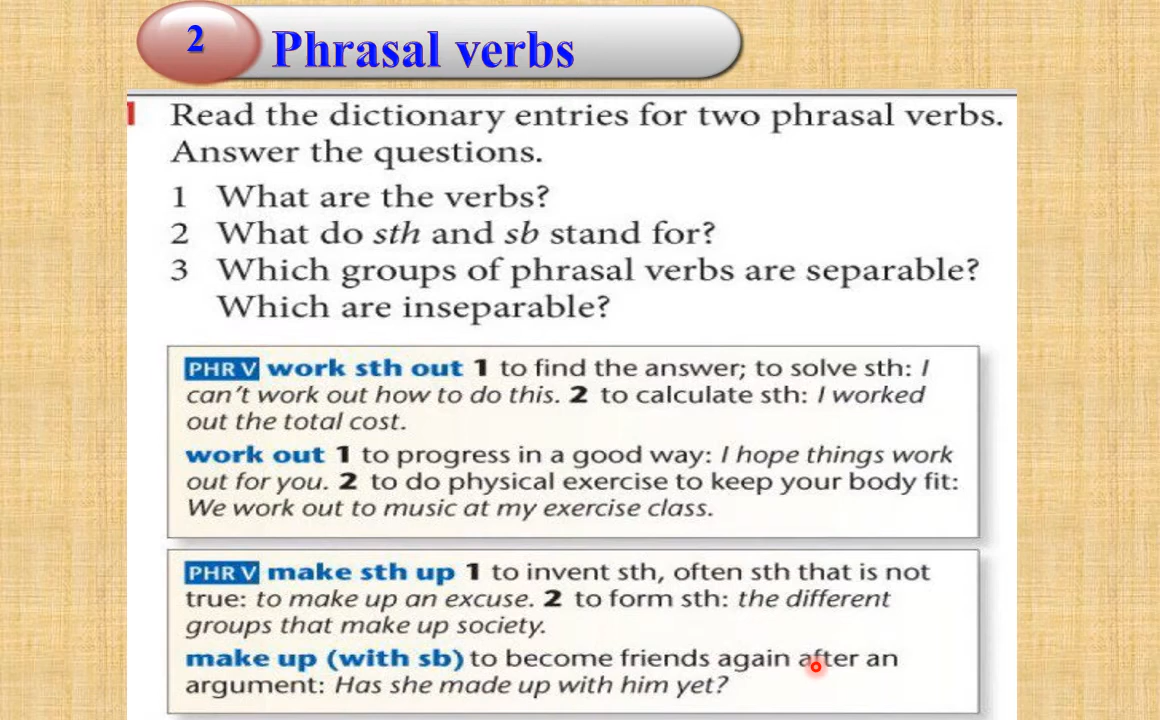 2
Phrasal verbs
1 Read the dictionary entries for two phrasal verbs.
Answer the questions.
1 What are the verbs?
2 What do sth and sb stand for?
3 Which groups of phrasal verbs are separable?
Which are inseparable?
PHR V work sth out 1 to find the answer; to solve sth: I
can't work out how to do this. 2 to calculate sth: I worked
out the total cost.
work out 1 to progress in a good way: I hope things work
out for you. 2 to do physical exercise to keep your body fit:
We work out to music at my exercise class.
PHR V make sth up 1 to invent sth, often sth that is not
true: to make up an excuse. 2 to form sth: the different
groups that make up society.
make up (with sb) to become friends again after an
argument: Has she made up with him yet?